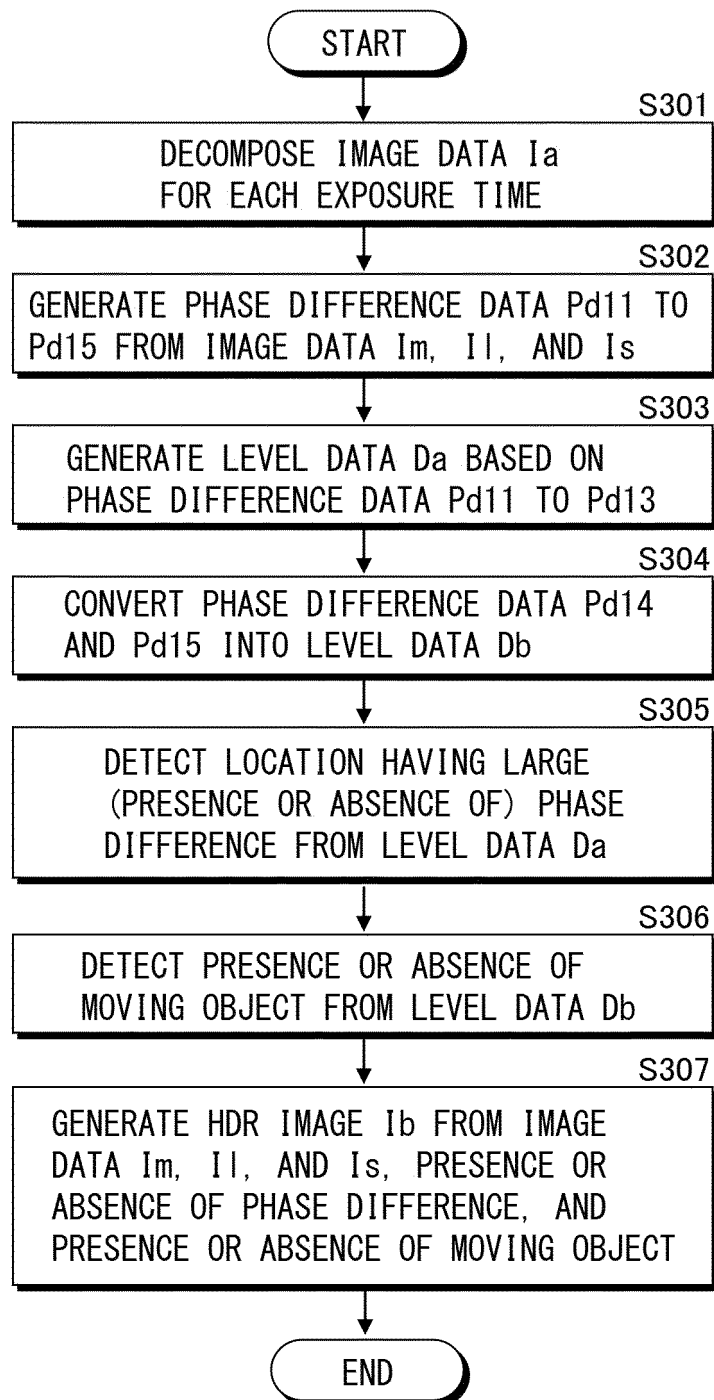 START
S301
DECOMPOSE IMAGE DATA Ia
FOR EACH EXPOSURE TIME
S302
GENERATE PHASE DIFFERENCE DATA Pd11 TO
Pd15 FROM IMAGE DATA Im, Il, AND Is
S303
GENERATE LEVEL DATA Da BASED ON
PHASE DIFFERENCE DATA Pd11 TO Pd13
S304
CONVERT PHASE DIFFERENCE DATA Pd14
AND Pd15 INTO LEVEL DATA Db
S305
DETECT LOCATION HAVING LARGE
(PRESENCE OR ABSENCE OF) PHASE
DIFFERENCE FROM LEVEL DATA Da
S306
DETECT PRESENCE OR ABSENCE OF
MOVING OBJECT FROM LEVEL DATA Db
S307
GENERATE HDR IMAGE Ib FROM IMAGE
DATA Im, Il, AND Is, PRESENCE OR
ABSENCE OF PHASE DIFFERENCE, AND
PRESENCE OR ABSENCE OF MOVING OBJECT
END